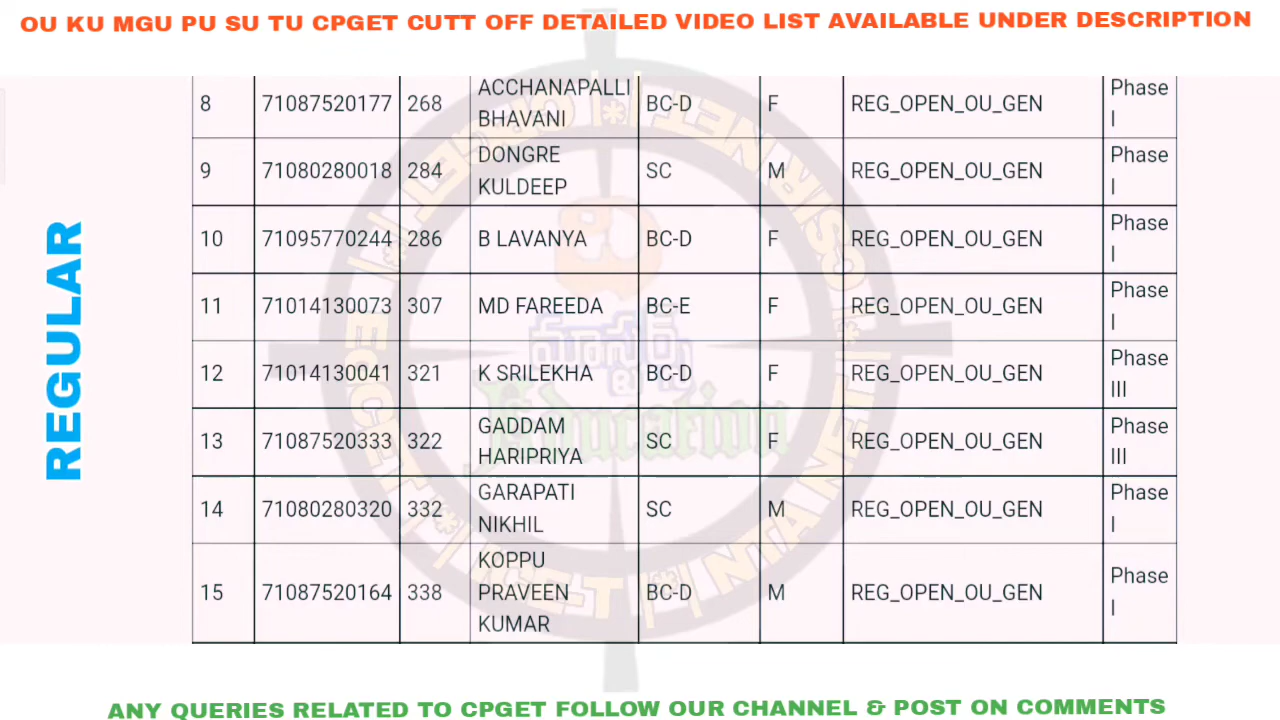 OU KU MGU PU SU TU CPGET CUTT OFF DETAILED VIDEO LIST AVAILABLE UNDER DESCRIPTION
REGULAR
8 71087520177 268 ACCHANAPALLI BHAVANI BC-D F REG_OPEN_OU_GEN Phase I
9 71080280018 284 DONGRE KULDEEP SC M REG_OPEN_OU_GEN Phase I
10 71095770244 286 B LAVANYA BC-D F REG_OPEN_OU_GEN Phase I
11 71014130073 307 MD FAREEDA BC-E F REG_OPEN_OU_GEN Phase I
12 71014130041 321 K SRILEKHA BC-D F REG_OPEN_OU_GEN Phase III
13 71087520333 322 GADDAM HARIPRIYA SC F REG_OPEN_OU_GEN Phase III
14 71080280320 332 GARAPATI NIKHIL SC M REG_OPEN_OU_GEN Phase I
15 71087520164 338 KOPPU PRAVEEN KUMAR BC-D M REG_OPEN_OU_GEN Phase I
Education
ANY QUERIES RELATED TO CPGET FOLLOW OUR CHANNEL & POST ON COMMENTS